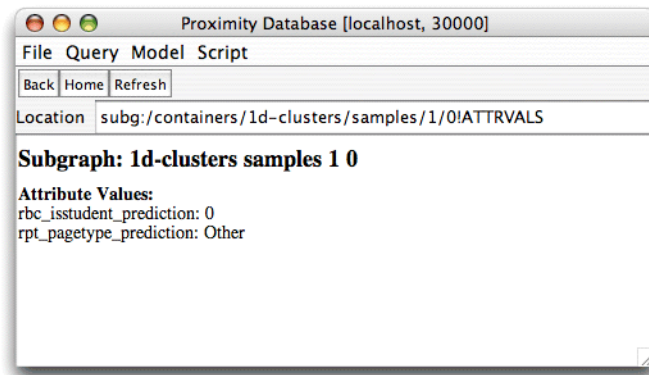 Proximity Database [localhost, 30000]
File Query Model Script
Back Home Refresh
Location subg:/containers/1d-clusters/samples/1/0!ATTRVALS
Subgraph: 1d-clusters samples 1 0
Attribute Values:
rbc_isstudent_prediction: 0
rpt_pagetype_prediction: Other